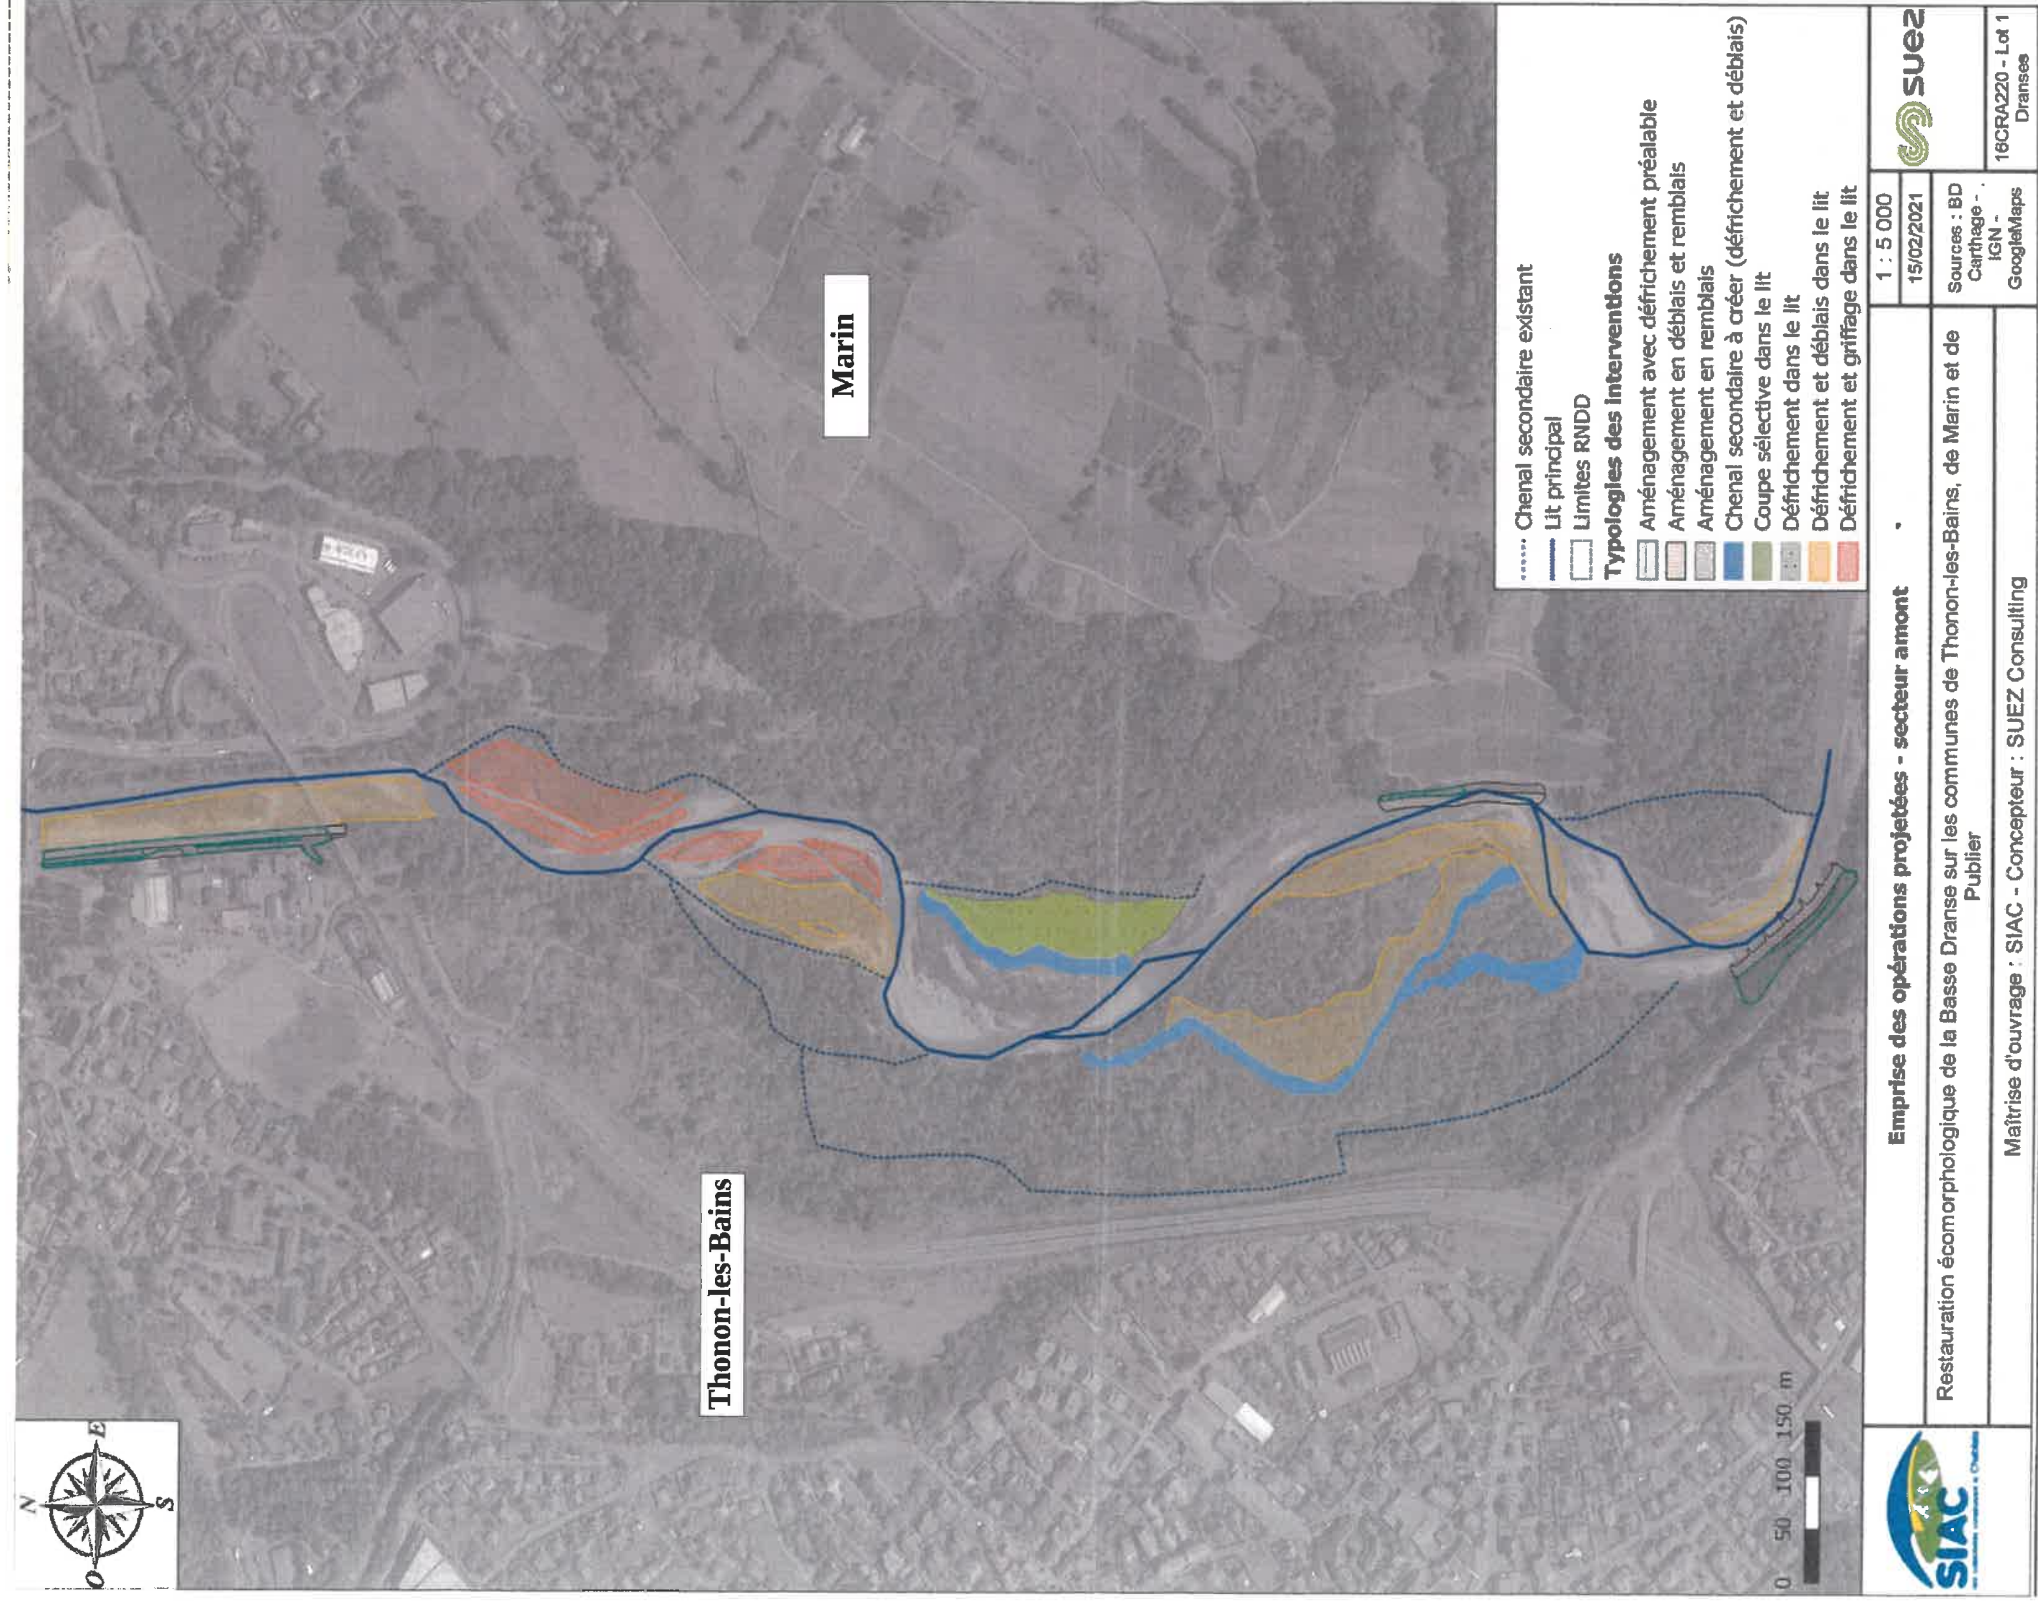 N
O
E
S
Thonon-les-Bains
Marin
Chenal secondaire existant
Lit principal
Limites RNDD
Typologies des interventions
Aménagement avec défrichement préalable
Aménagement en déblais et remblais
Aménagement en remblais
Chenal secondaire à créer (défrichement et déblais)
Coupe sélective dans le lit
Défrichement dans le lit
Défrichement et déblais dans le lit
Défrichement et griffage dans le lit
0 50 100 150 m
SIAC
Emprise des opérations projetées - secteur amont
Restauration écomorphologique de la Basse Dranse sur les communes de Thonon-les-Bains, de Marin et de
Publier
Maîtrise d'ouvrage : SIAC - Concepteur : SUEZ Consulting
1 : 5 000
15/02/2021
Sources : BD
Carthage - .
IGN -
GoogleMaps
suez
16CRA220 - Lot 1
Dranses